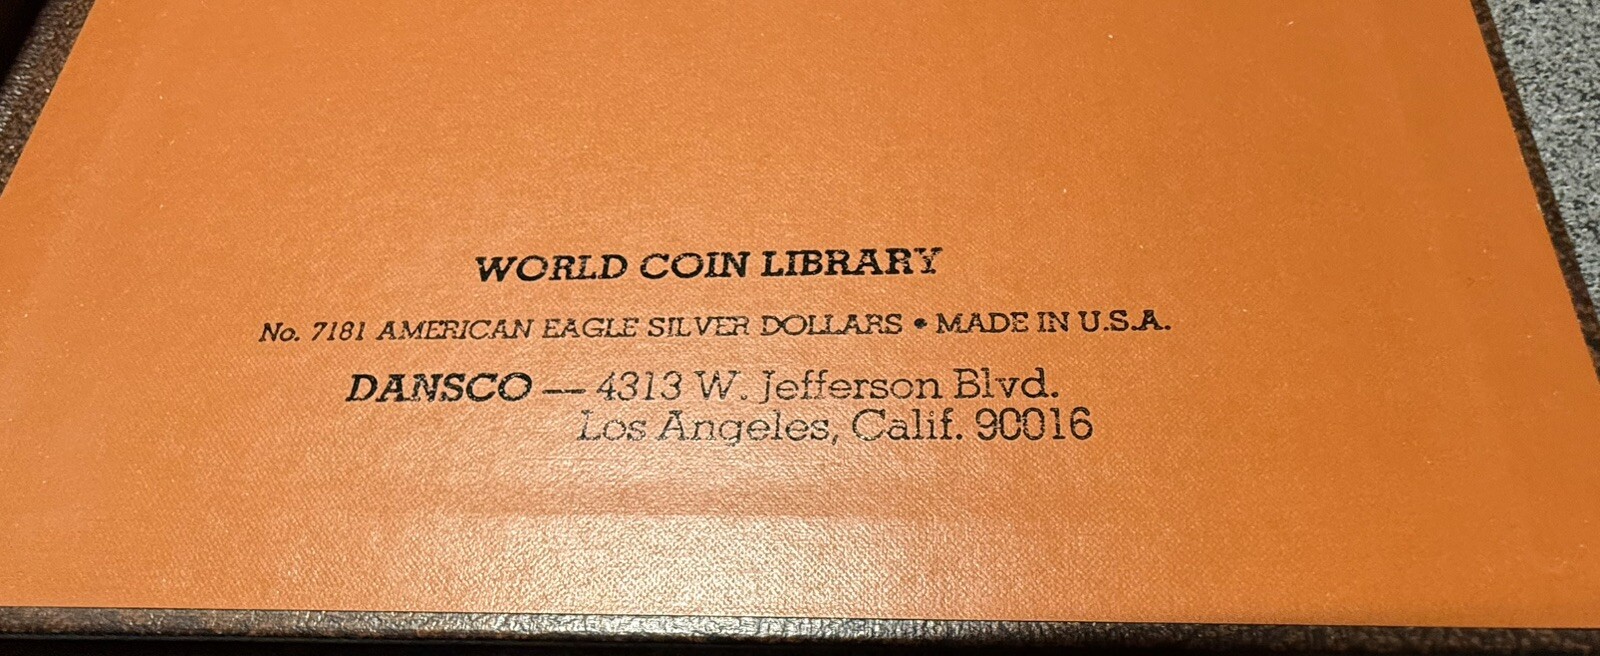 WORLD COIN LIBRARY
No. 7181 AMERICAN EAGLE SILVER DOLLARS • MADE IN U.S.A.
DANSCO — 4313 W. Jefferson Blvd.
Los Angeles, Calif. 90016